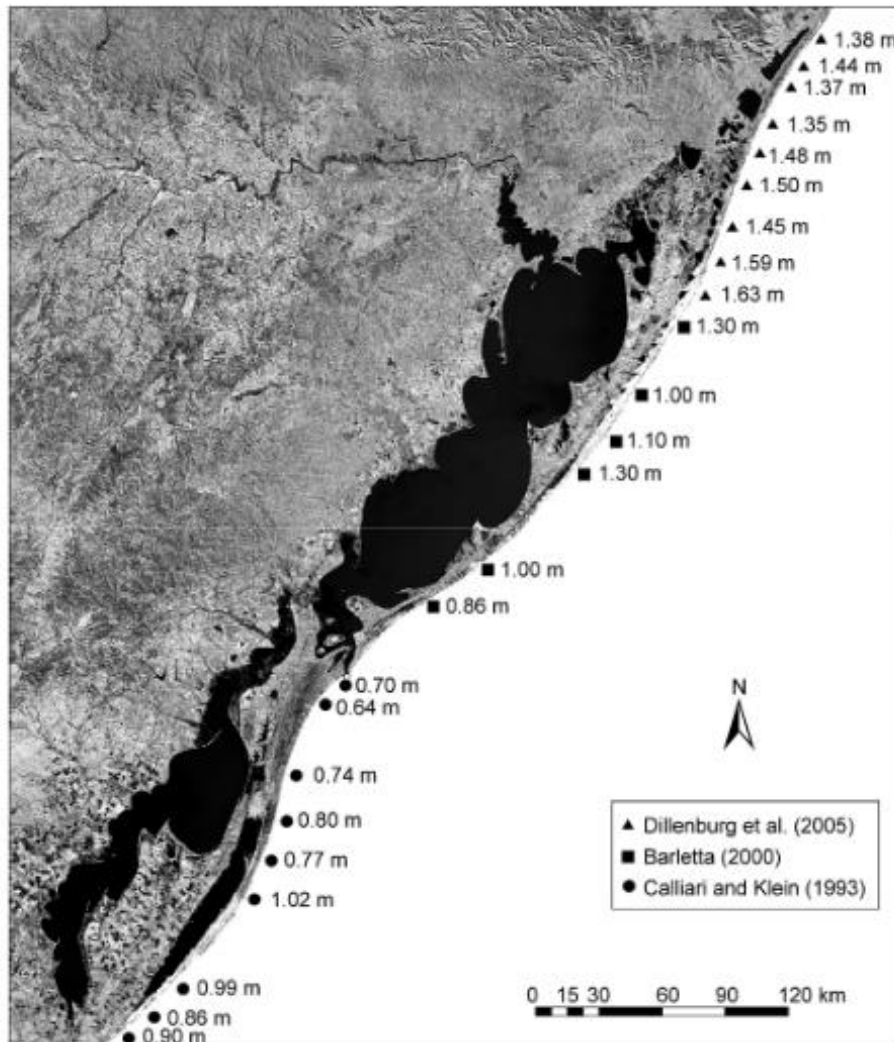 1.38 m
1.44 m
1.37 m
1.35 m
1.48 m
1.50 m
1.45 m
1.59 m
1.63 m
1.30 m
1.00 m
1.10 m
1.30 m
1.00 m
0.86 m
0.70 m
0.64 m
N
0.74 m
0.80 m
0.77 m
1.02 m
0.99 m
0.86 m
0.90 m
Dillenburg et al. (2005)
Barletta (2000)
Calliari and Klein (1993)
0 15 30 60 90 120 km